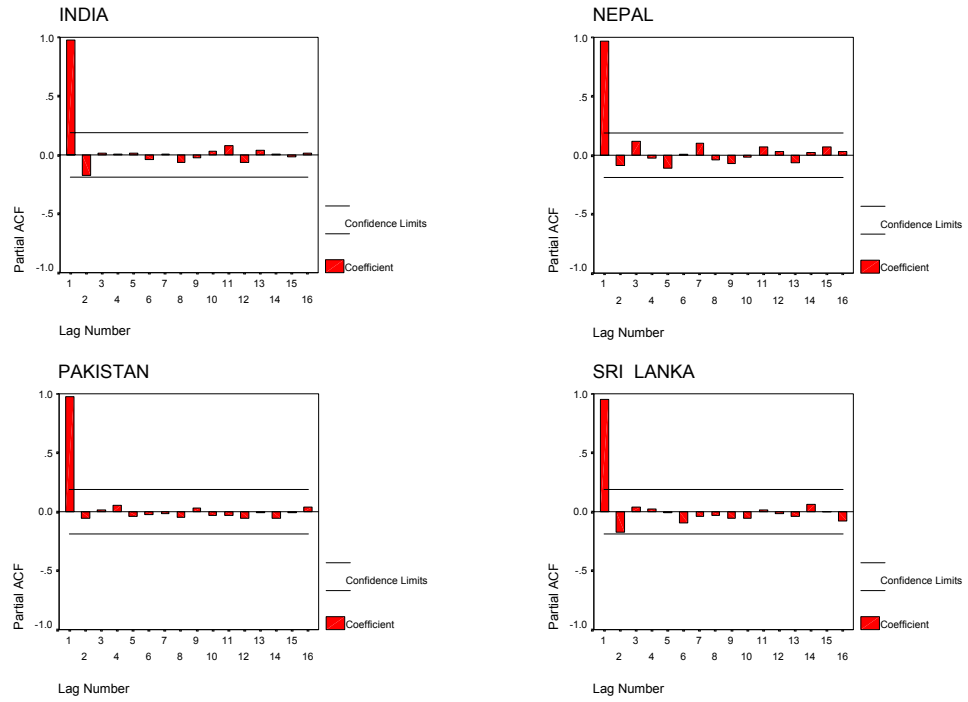 INDIA
1.0
.5
0.0
-.5
-1.0
Partial ACF
1 3 5 7 9 11 13 15
2 4 6 8 10 12 14 16
Lag Number
Confidence Limits
Coefficient
NEPAL
1.0
.5
0.0
-.5
-1.0
Partial ACF
1 3 5 7 9 11 13 15
2 4 6 8 10 12 14 16
Lag Number
Confidence Limits
Coefficient
PAKISTAN
1.0
.5
0.0
-.5
-1.0
Partial ACF
1 3 5 7 9 11 13 15
2 4 6 8 10 12 14 16
Lag Number
Confidence Limits
Coefficient
SRI LANKA
1.0
.5
0.0
-.5
-1.0
Partial ACF
1 3 5 7 9 11 13 15
2 4 6 8 10 12 14 16
Lag Number
Confidence Limits
Coefficient